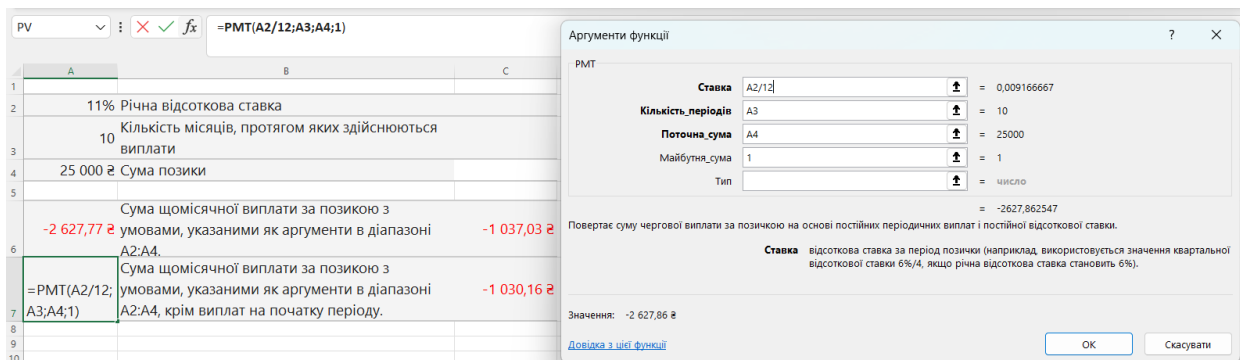 PV
fx
=PMT(A2/12;A3;A4;1)
A
B
C
1
2
11%
Річна відсоткова ставка
3
10
Кількість місяців, протягом яких здійснюються
виплати
4
25 000 ₴
Сума позики
5
6
-2 627,77 ₴
Сума щомісячної виплати за позикою з
умовами, указаними як аргументи в діапазоні
A2:A4.
-1 037,03 ₴
7
=PMT(A2/12;
A3;A4;1)
Сума щомісячної виплати за позикою з
умовами, указаними як аргументи в діапазоні
A2:A4, крім виплат на початку періоду.
-1 030,16 ₴
8
9
10
Аргументи функції
?
PMT
Ставка
A2/12
= 0,009166667
Кількість_періодів
A3
= 10
Поточна_сума
A4
= 25000
Майбутня_сума
1
= 1
Тип
= число
= -2627,862547
Повертає суму чергової виплати за позичкою на основі постійних періодичних виплат і постійної відсоткової ставки.
Ставка
відсоткова ставка за період позички (наприклад, використовується значення квартальної
відсоткової ставки 6%/4, якщо річна відсоткова ставка становить 6%).
Значення: -2 627,86 ₴
Довідка з цієї функції
ОК
Скасувати